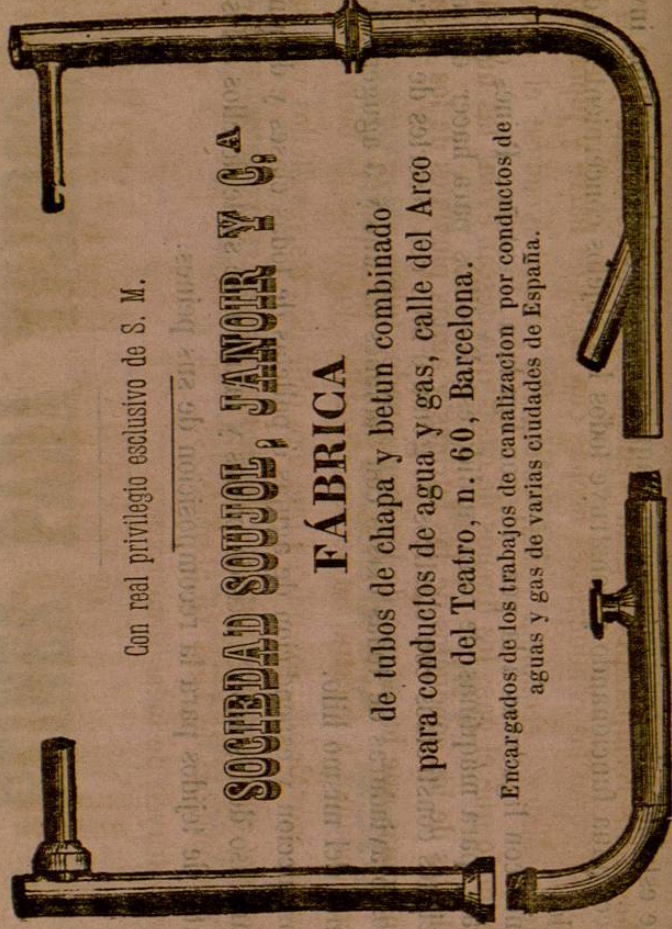 Con real privilegio esclusivo de S. M.
SOCIEDAD SOUJOL, JANOIR Y C.ᴬ
FÁBRICA
de tubos de chapa y betun combinado
para conductos de agua y gas, calle del Arco
del Teatro, n. 60, Barcelona.
Encargados de los trabajos de canalizacion por conductos de
aguas y gas de varias ciudades de España.